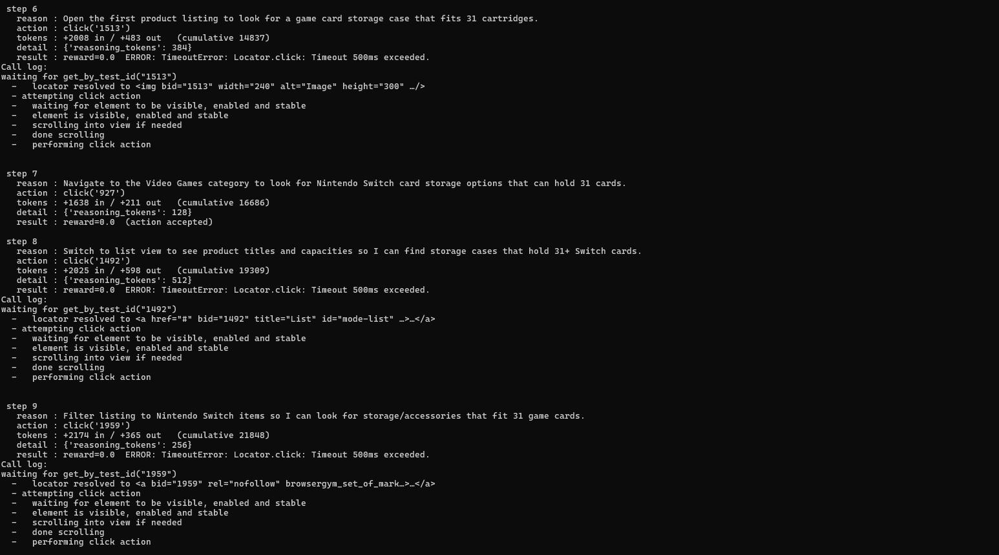 step 6
reason : Open the first product listing to look for a game card storage case that fits 31 cartridges.
action : click('1513')
tokens : +2008 in / +483 out   (cumulative 14837)
detail : {'reasoning_tokens': 384}
result : reward=0.0  ERROR: TimeoutError: Locator.click: Timeout 500ms exceeded.
Call log:
waiting for get_by_test_id("1513")
–   locator resolved to <img bid="1513" width="240" alt="Image" height="300" …/>
– attempting click action
–   waiting for element to be visible, enabled and stable
–   element is visible, enabled and stable
–   scrolling into view if needed
–   done scrolling
–   performing click action
step 7
reason : Navigate to the Video Games category to look for Nintendo Switch card storage options that can hold 31 cards.
action : click('927')
tokens : +1638 in / +211 out   (cumulative 16686)
detail : {'reasoning_tokens': 128}
result : reward=0.0  (action accepted)
step 8
reason : Switch to list view to see product titles and capacities so I can find storage cases that hold 31+ Switch cards.
action : click('1492')
tokens : +2025 in / +598 out   (cumulative 19309)
detail : {'reasoning_tokens': 512}
result : reward=0.0  ERROR: TimeoutError: Locator.click: Timeout 500ms exceeded.
Call log:
waiting for get_by_test_id("1492")
–   locator resolved to <a href="#" bid="1492" title="List" id="mode-list" …>…</a>
– attempting click action
–   waiting for element to be visible, enabled and stable
–   element is visible, enabled and stable
–   scrolling into view if needed
–   done scrolling
–   performing click action
step 9
reason : Filter listing to Nintendo Switch items so I can look for storage/accessories that fit 31 game cards.
action : click('1959')
tokens : +2174 in / +365 out   (cumulative 21848)
detail : {'reasoning_tokens': 256}
result : reward=0.0  ERROR: TimeoutError: Locator.click: Timeout 500ms exceeded.
Call log:
waiting for get_by_test_id("1959")
–   locator resolved to <a bid="1959" rel="nofollow" browsergym_set_of_mark…>…</a>
– attempting click action
–   waiting for element to be visible, enabled and stable
–   element is visible, enabled and stable
–   scrolling into view if needed
–   done scrolling
–   performing click action